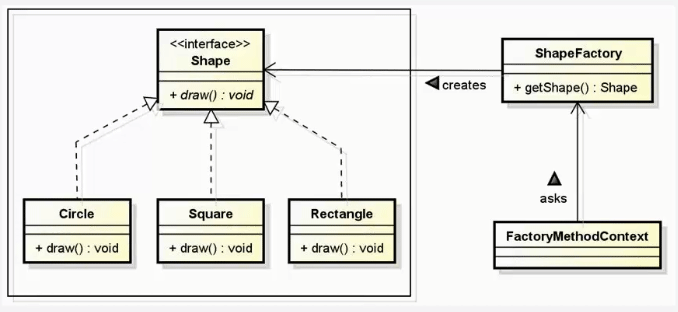 <<interface>>
Shape
+ draw() : void
ShapeFactory
+ getShape() : Shape
creates
asks
Circle
+ draw() : void
Square
+ draw() : void
Rectangle
+ draw() : void
FactoryMethodContext